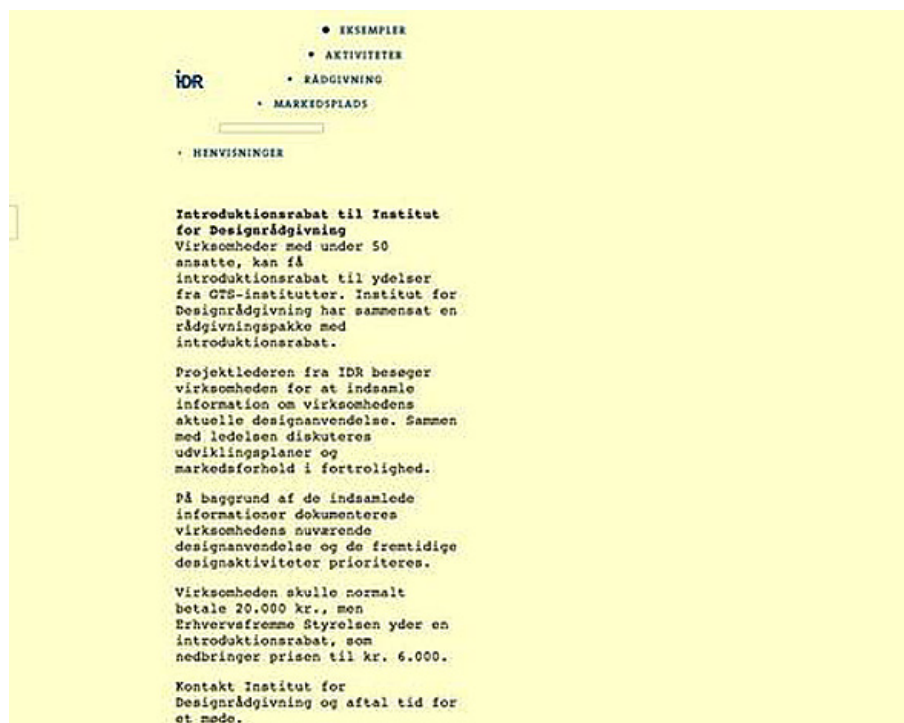 EKSEMPLER
AKTIVITETER
iDR
RÅDGIVNING
MARKEDSPLADS
HENVISNINGER
Introduktionsrabat til Institut
for Designrådgivning
Virksomheder med under 50
ansatte, kan få
introduktionsrabat til ydelser
fra GTS-institutter. Institut for
Designrådgivning har sammensat en
rådgivningspakke med
introduktionsrabat.
Projektlederen fra IDR besøger
virksomheden for at indsamle
information om virksomhedens
aktuelle designanvendelse. Sammen
med ledelsen diskuteres
udviklingsplaner og
markedsforhold i fortrolighed.
På baggrund af de indsamlede
informationer dokumenteres
virksomhedens nuværende
designanvendelse og de fremtidige
designaktiviteter prioriteres.
Virksomheden skulle normalt
betale 20.000 kr., men
Erhvervsfremme Styrelsen yder en
introduktionsrabat, som
nedbringer prisen til kr. 6.000.
Kontakt Institut for
Designrådgivning og aftal tid for
et møde.